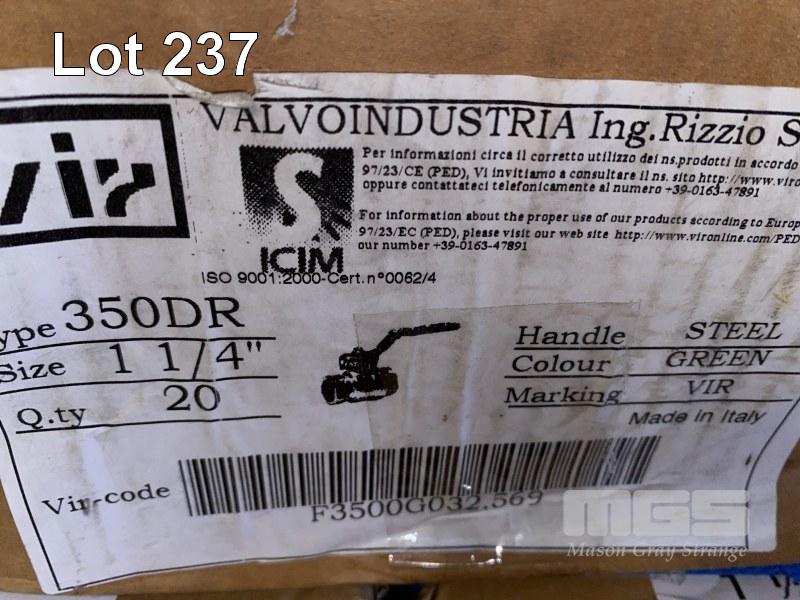 Lot 237
vir
VALVOINDUSTRIA Ing.Rizzio S
Per informazioni circa il corretto utilizzo dei ns.prodotti in accordo
97/23/CE (PED), Vi invitiamo a consultare il ns. sito http://www.viro
oppure contattateci telefonicamente al numero +39-0163-47891
For information about the proper use of our products according to Europ
97/23/EC (PED), please visit our web site http://www.vironline.com/PED
our number +39-0163-47891
S
ICIM
ISO 9001:2000-Cert.n°0062/4
ype 350DR
Size 1 1/4"
Q.ty 20
Handle STEEL
Colour GREEN
Marking VIR
Made in Italy
Vir-code
F3500G032.569
MGS
Mason Gray Strange